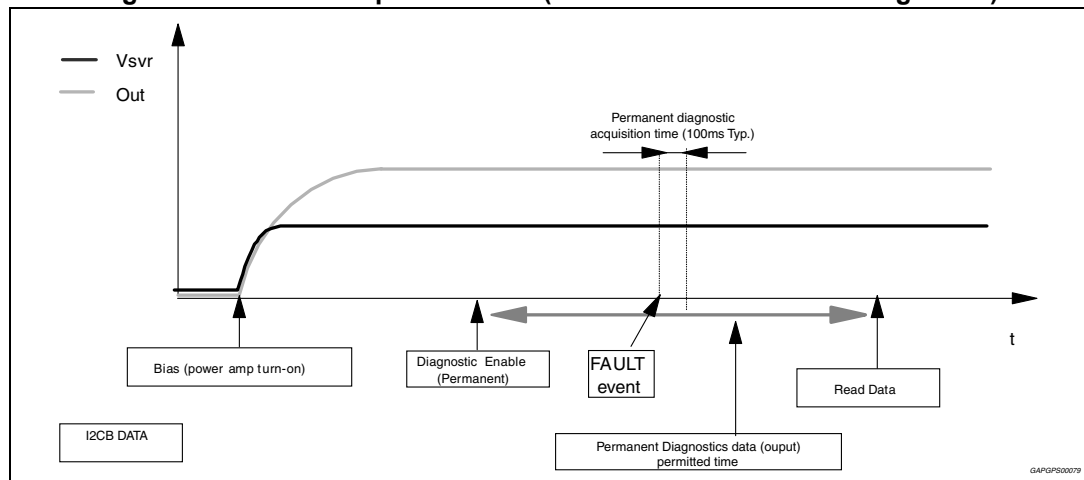 Vsvr
Out
Permanent diagnostic
acquisition time (100ms Typ.)
t
Bias (power amp turn-on)
Diagnostic Enable
(Permanent)
FAULT
event
Read Data
I2CB DATA
Permanent Diagnostics data (ouput)
permitted time
GAPGPS00079